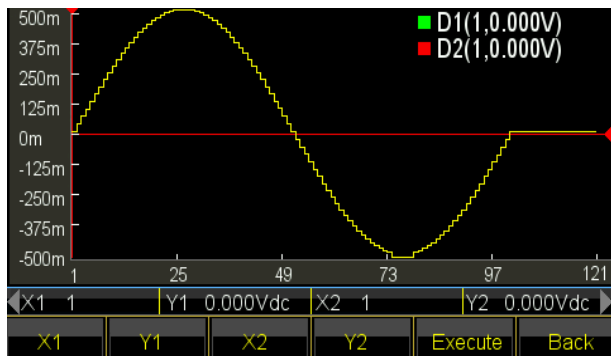 500m
D1(1,0.000V)
375m
D2(1,0.000V)
250m
125m
0m
-125m
-250m
-375m
-500m
1 25 49 73 97 121
X1 1 Y1 0.000Vdc X2 1 Y2 0.000Vdc
X1 Y1 X2 Y2 Execute Back